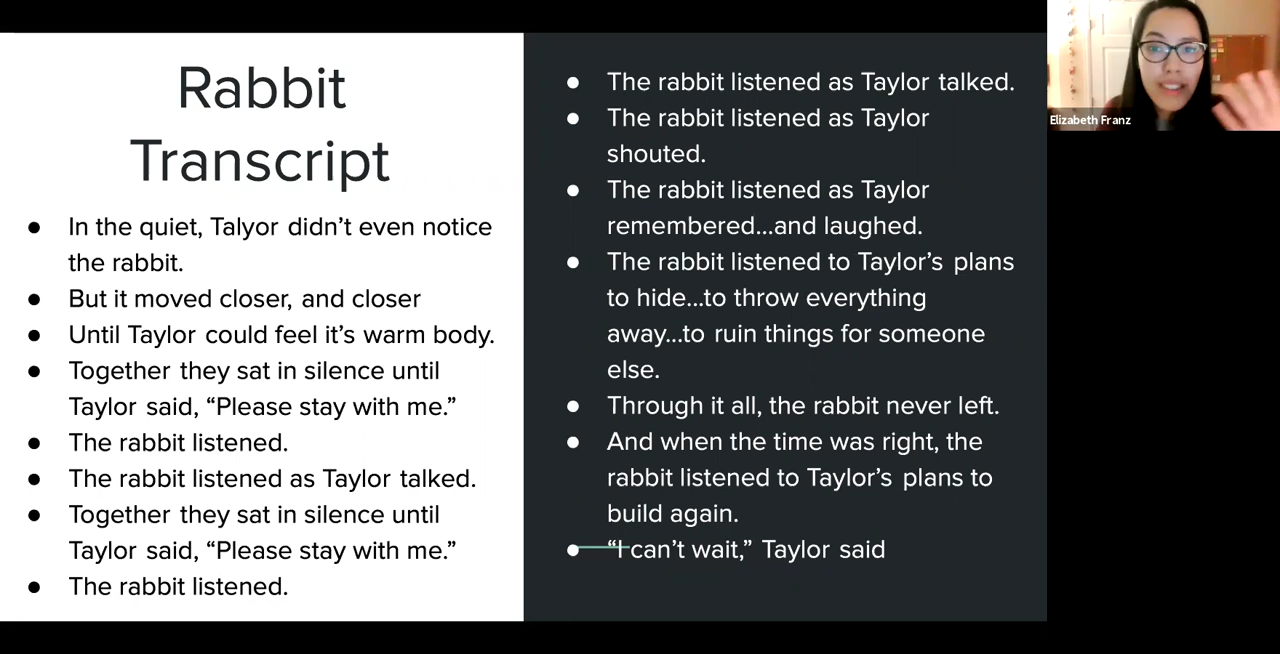 Rabbit
Transcript
● In the quiet, Talyor didn’t even notice
the rabbit.
● But it moved closer, and closer
● Until Taylor could feel it’s warm body.
● Together they sat in silence until
Taylor said, “Please stay with me.”
● The rabbit listened.
● The rabbit listened as Taylor talked.
● Together they sat in silence until
Taylor said, “Please stay with me.”
● The rabbit listened.
● The rabbit listened as Taylor talked.
● The rabbit listened as Taylor
shouted.
● The rabbit listened as Taylor
remembered...and laughed.
● The rabbit listened to Taylor’s plans
to hide...to throw everything
away...to ruin things for someone
else.
● Through it all, the rabbit never left.
● And when the time was right, the
rabbit listened to Taylor’s plans to
build again.
● “I can’t wait,” Taylor said
Elizabeth Franz